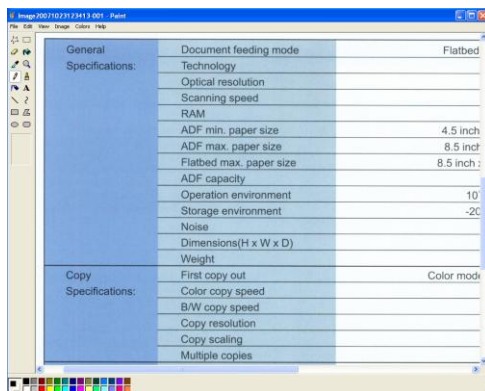 Image20071023123413-001 - Paint
File Edit View Image Colors Help
General Document feeding mode Flatbed
Specifications: Technology
Optical resolution
Scanning speed
RAM
ADF min. paper size 4.5 inch
ADF max. paper size 8.5 inch
Flatbed max. paper size 8.5 inch :
ADF capacity
Operation environment 10
Storage environment -20
Noise
Dimensions(H x W x D)
Weight
Copy First copy out Color mode
Specifications: Color copy speed
B/W copy speed
Copy resolution
Copy scaling
Multiple copies